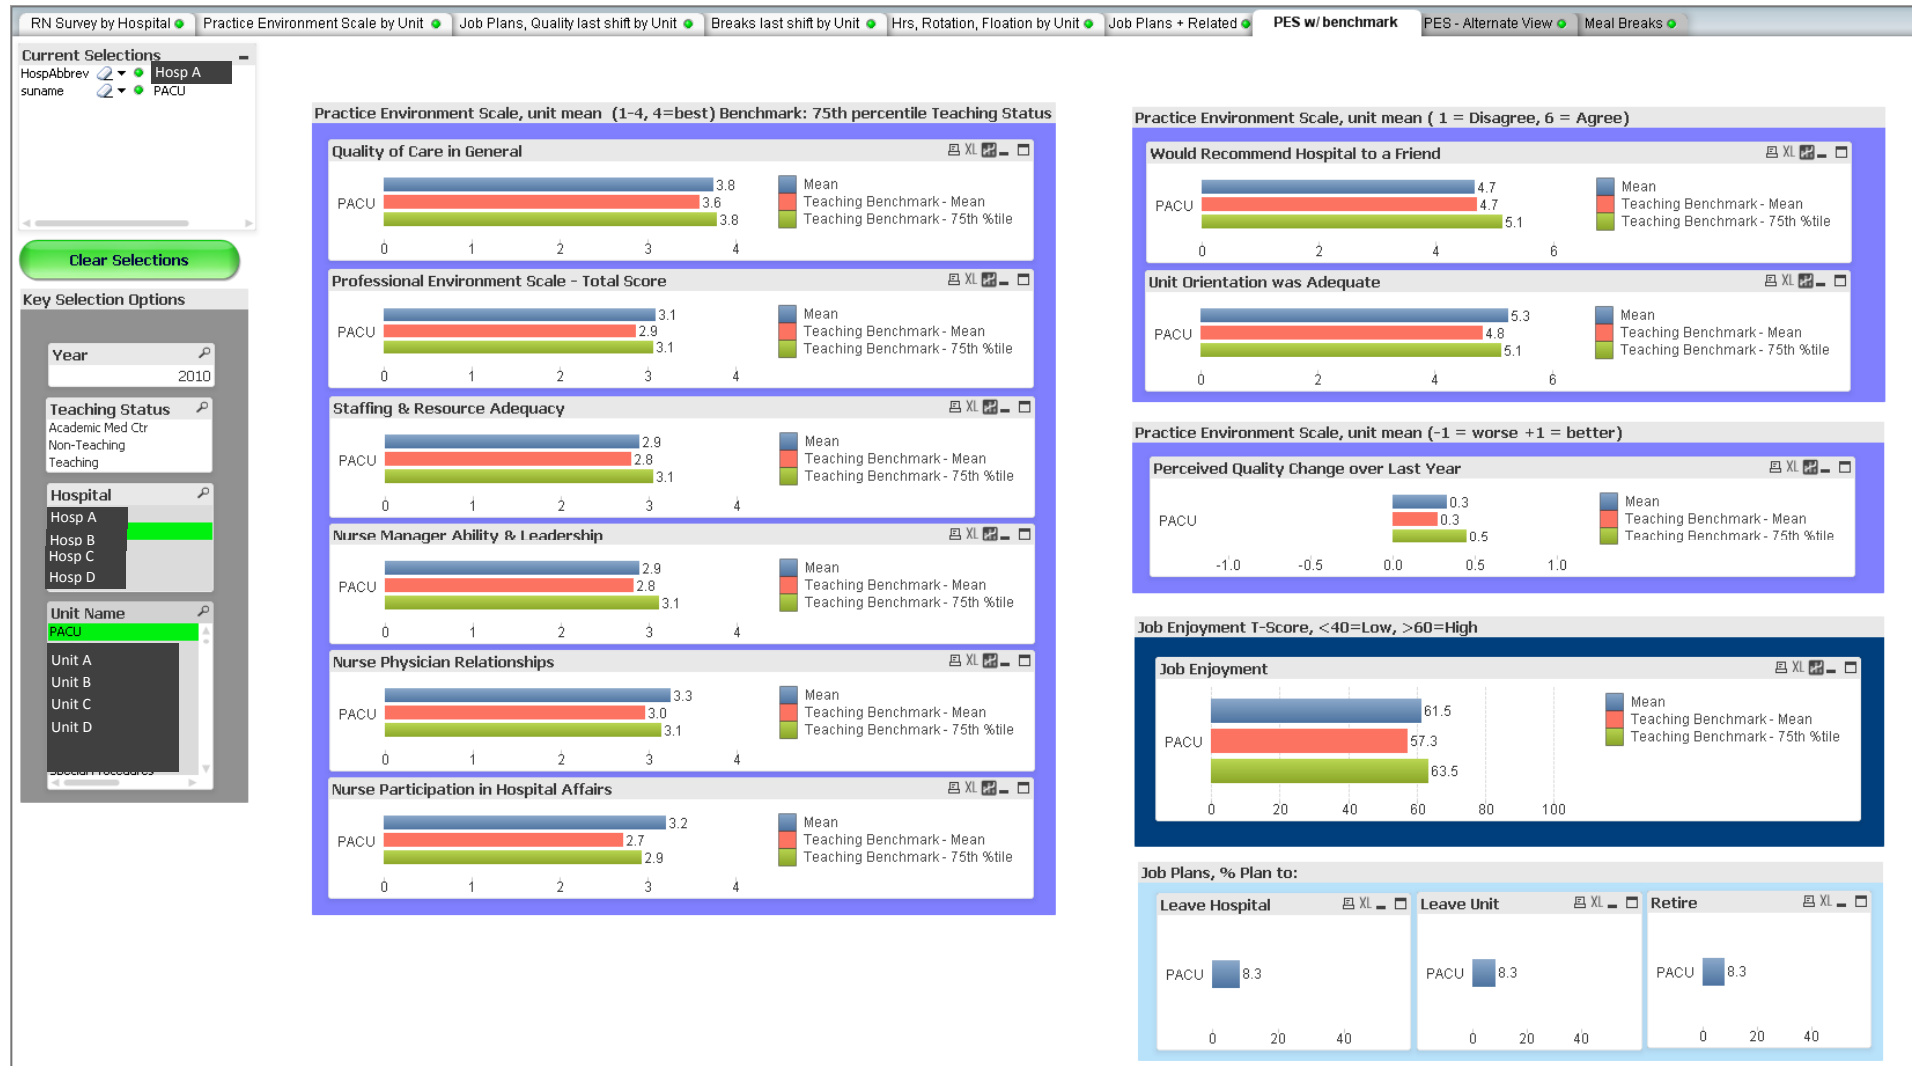 RN Survey by Hospital
Practice Environment Scale by Unit
Job Plans, Quality last shift by Unit
Breaks last shift by Unit
Hrs, Rotation, Floation by Unit
Job Plans + Related
PES w/ benchmark
PES - Alternate View
Meal Breaks
Current Selections
HospAbbrev Hosp A
suname PACU
Clear Selections
Key Selection Options
Year
2010
Teaching Status
Academic Med Ctr
Non-Teaching
Teaching
Hospital
Hosp A
Hosp B
Hosp C
Hosp D
Unit Name
PACU
Unit A
Unit B
Unit C
Unit D
Practice Environment Scale, unit mean (1-4, 4=best) Benchmark: 75th percentile Teaching Status
Quality of Care in General XL
PACU
3.8
3.6
3.8
Mean
Teaching Benchmark - Mean
Teaching Benchmark - 75th %tile
0 1 2 3 4
Professional Environment Scale - Total Score XL
PACU
3.1
2.9
3.1
Mean
Teaching Benchmark - Mean
Teaching Benchmark - 75th %tile
0 1 2 3 4
Staffing & Resource Adequacy XL
PACU
2.9
2.8
3.1
Mean
Teaching Benchmark - Mean
Teaching Benchmark - 75th %tile
0 1 2 3 4
Nurse Manager Ability & Leadership XL
PACU
2.9
2.8
3.1
Mean
Teaching Benchmark - Mean
Teaching Benchmark - 75th %tile
0 1 2 3 4
Nurse Physician Relationships XL
PACU
3.3
3.0
3.1
Mean
Teaching Benchmark - Mean
Teaching Benchmark - 75th %tile
0 1 2 3 4
Nurse Participation in Hospital Affairs XL
PACU
3.2
2.7
2.9
Mean
Teaching Benchmark - Mean
Teaching Benchmark - 75th %tile
0 1 2 3 4
Practice Environment Scale, unit mean ( 1 = Disagree, 6 = Agree)
Would Recommend Hospital to a Friend XL
PACU
4.7
4.7
5.1
Mean
Teaching Benchmark - Mean
Teaching Benchmark - 75th %tile
0 2 4 6
Unit Orientation was Adequate XL
PACU
5.3
4.8
5.1
Mean
Teaching Benchmark - Mean
Teaching Benchmark - 75th %tile
0 2 4 6
Practice Environment Scale, unit mean (-1 = worse +1 = better)
Perceived Quality Change over Last Year XL
PACU
0.3
0.3
0.5
Mean
Teaching Benchmark - Mean
Teaching Benchmark - 75th %tile
-1.0 -0.5 0.0 0.5 1.0
Job Enjoyment T-Score, <40=Low, >60=High
Job Enjoyment XL
PACU
61.5
57.3
63.5
Mean
Teaching Benchmark - Mean
Teaching Benchmark - 75th %tile
0 20 40 60 80 100
Job Plans, % Plan to:
Leave Hospital XL
PACU 8.3
0 20 40
Leave Unit XL
PACU 8.3
0 20 40
Retire XL
PACU 8.3
0 20 40